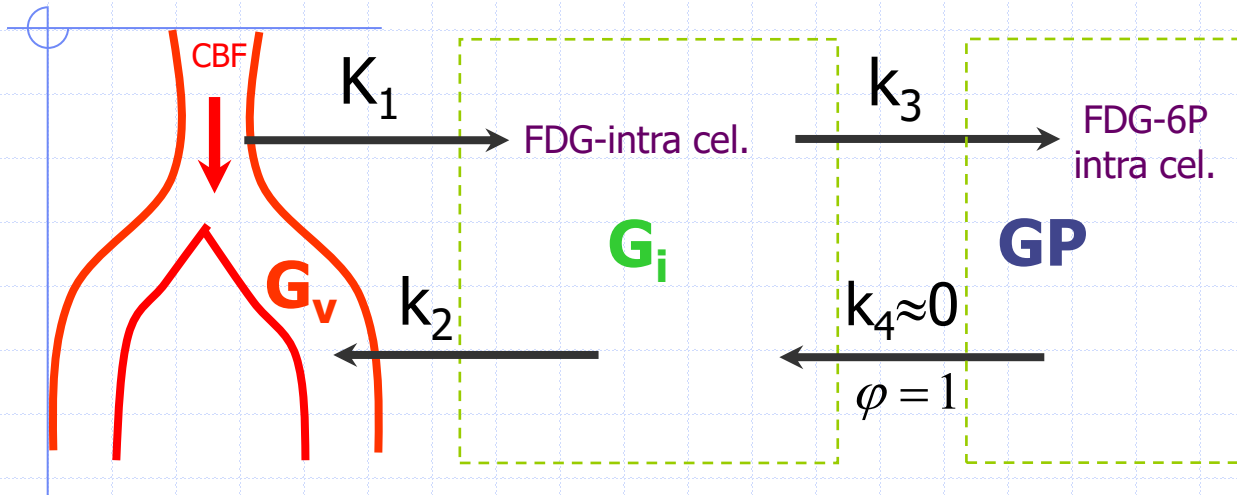 CBF
K₁
FDG-intra cel.
k₃
FDG-6P
intra cel.
Gᵥ
Gᵢ
GP
k₂
k₄≈0
φ = 1